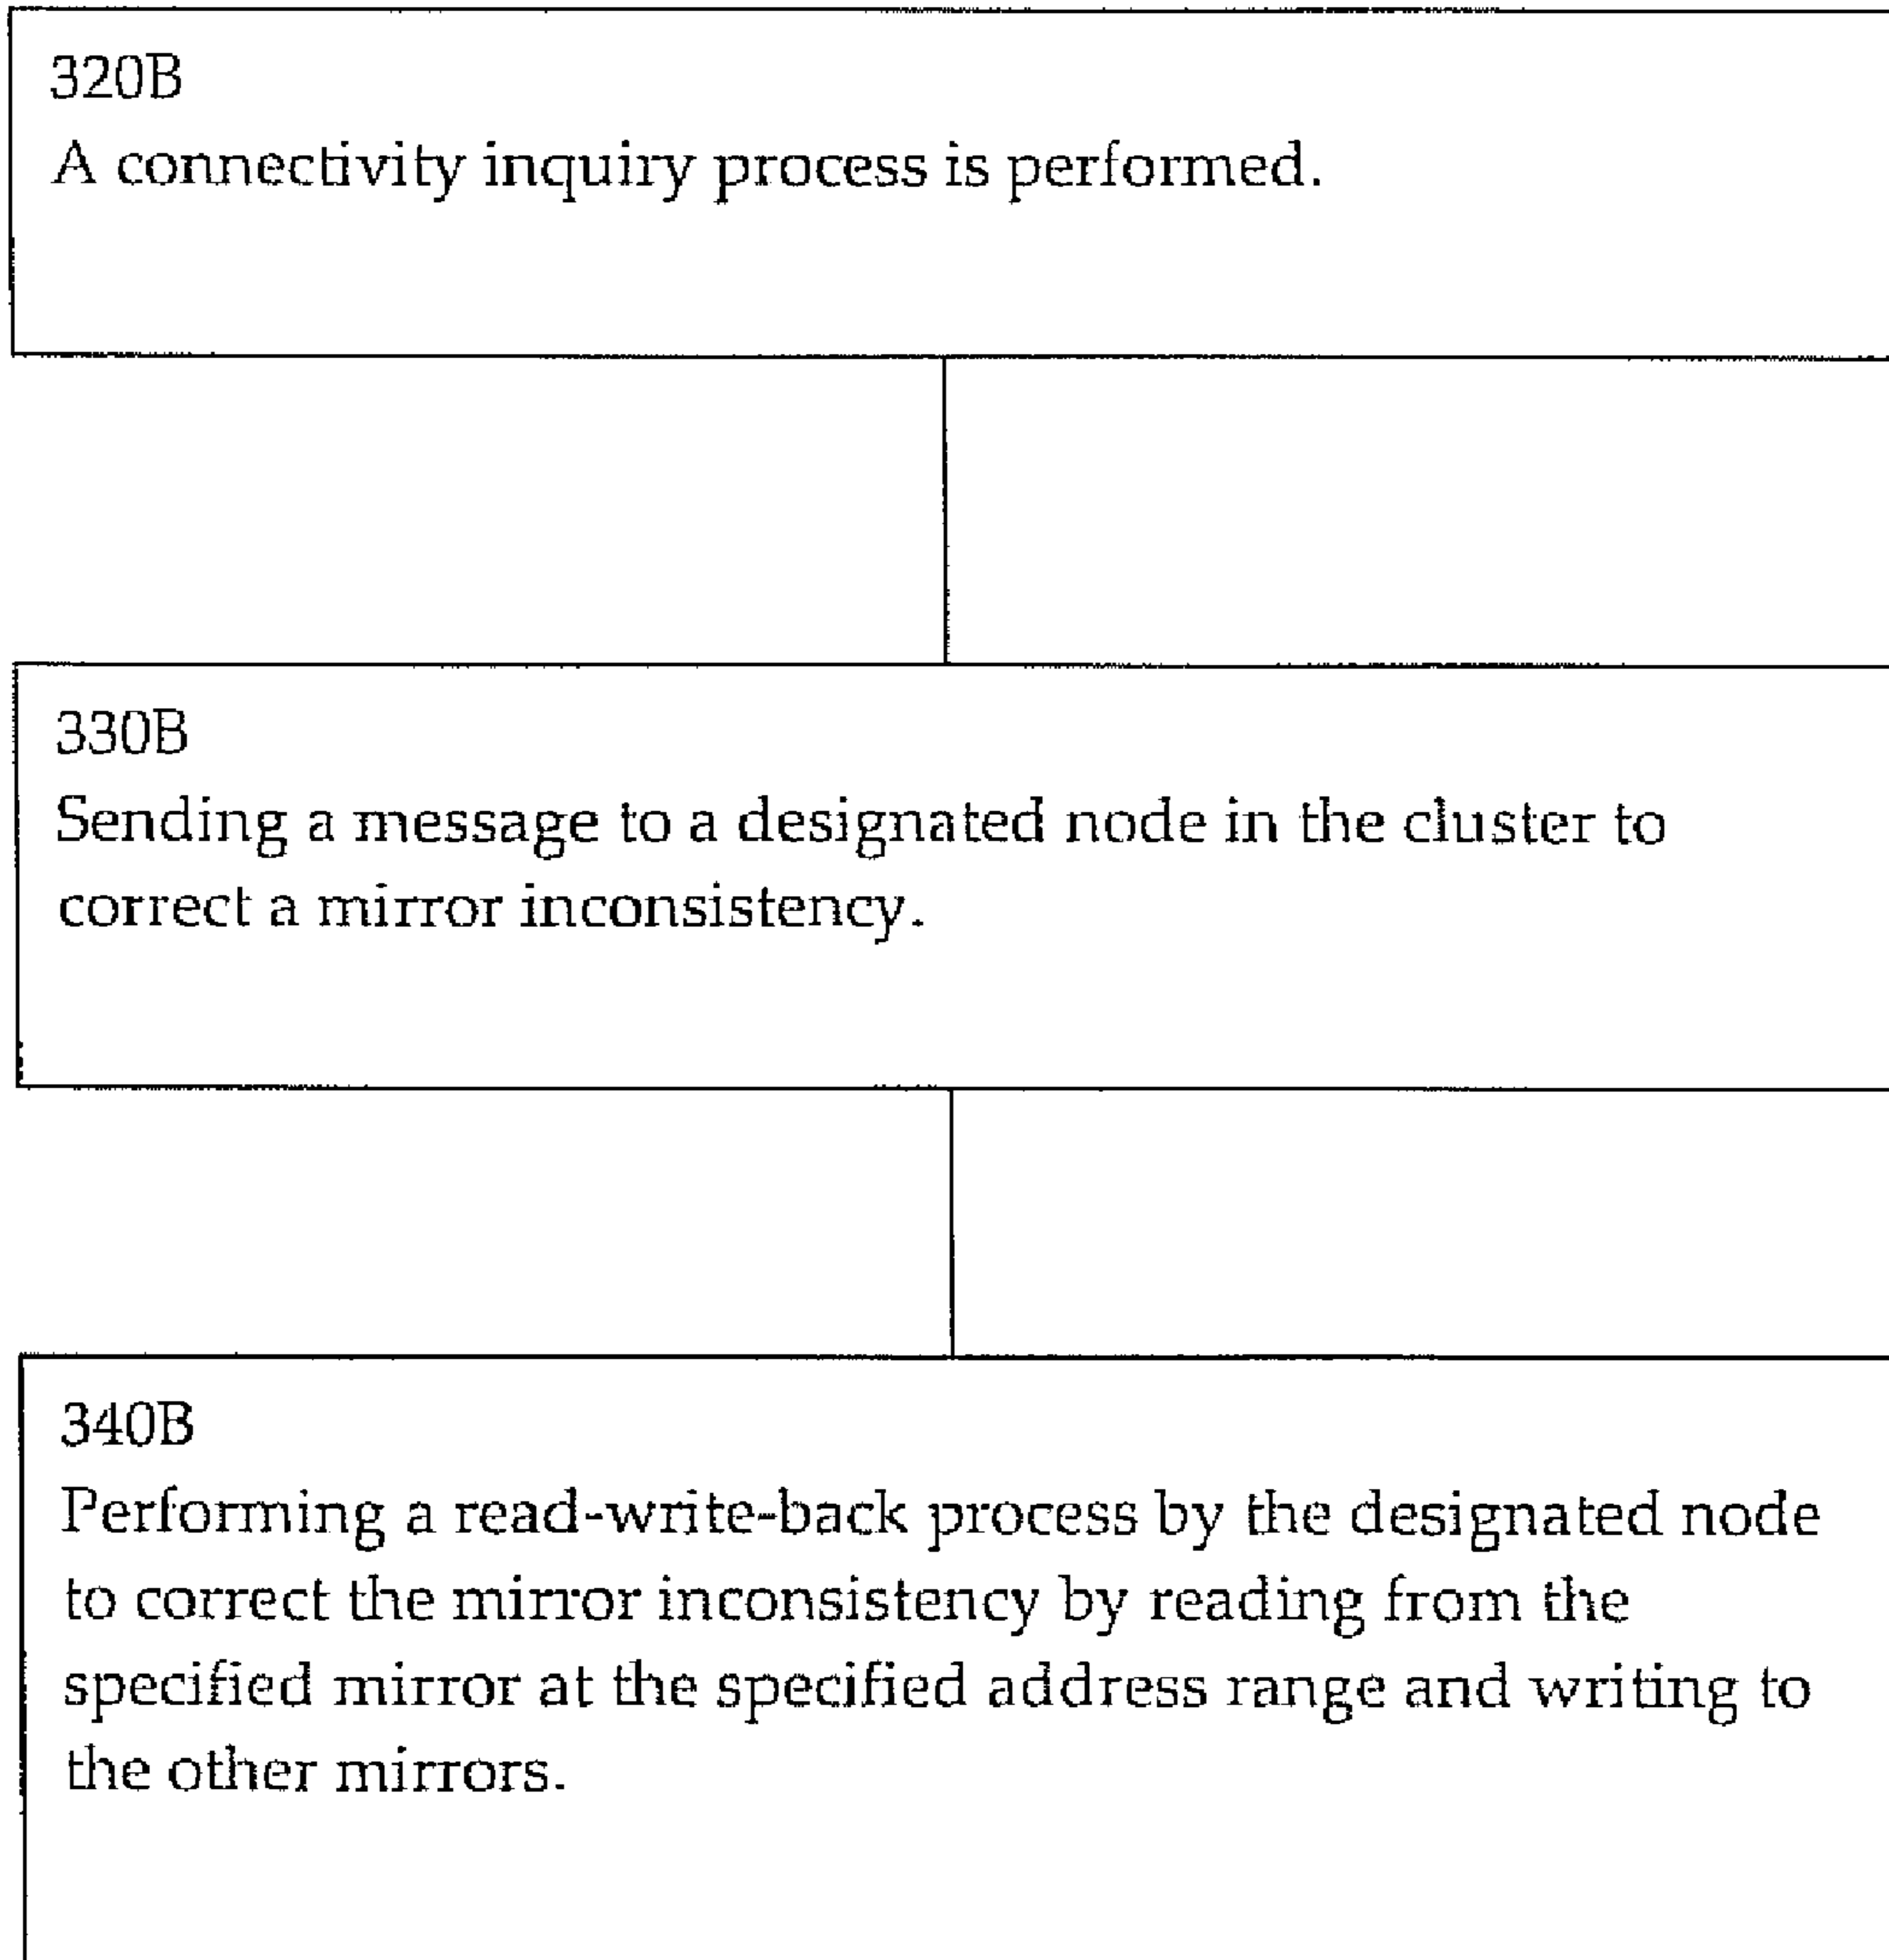 320B
A connectivity inquiry process is performed.
330B
Sending a message to a designated node in the cluster to
correct a mirror inconsistency.
340B
Performing a read-write-back process by the designated node
to correct the mirror inconsistency by reading from the
specified mirror at the specified address range and writing to
the other mirrors.